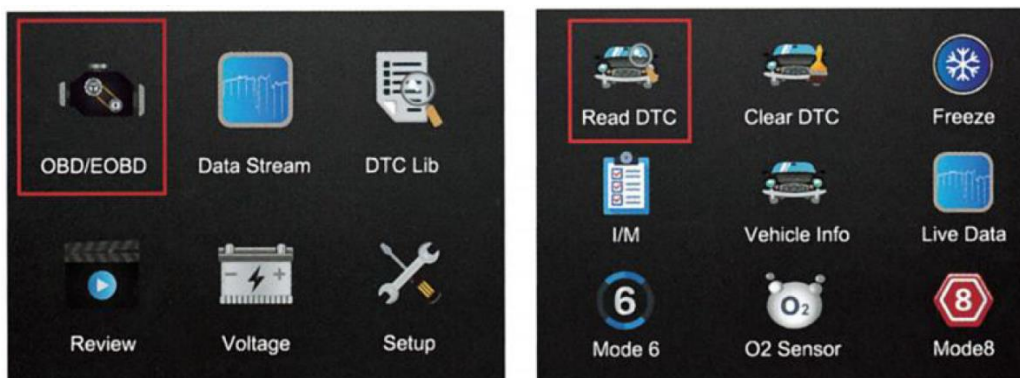 OBD/EOBD Data Stream DTC Lib
Review Voltage Setup
Read DTC Clear DTC Freeze
I/M Vehicle Info Live Data
6 O2 8
Mode 6 O2 Sensor Mode8